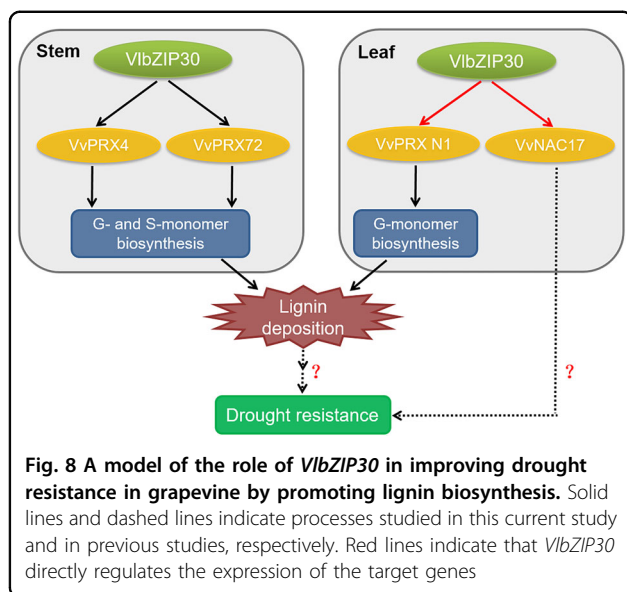 Stem
VlbZIP30
VvPRX4
VvPRX72
G- and S-monomer
biosynthesis
Leaf
VlbZIP30
VvPRX N1
VvNAC17
G-monomer
biosynthesis
Lignin
deposition
?
?
Drought resistance
Fig. 8 A model of the role of VlbZIP30 in improving drought
resistance in grapevine by promoting lignin biosynthesis. Solid
lines and dashed lines indicate processes studied in this current study
and in previous studies, respectively. Red lines indicate that VlbZIP30
directly regulates the expression of the target genes